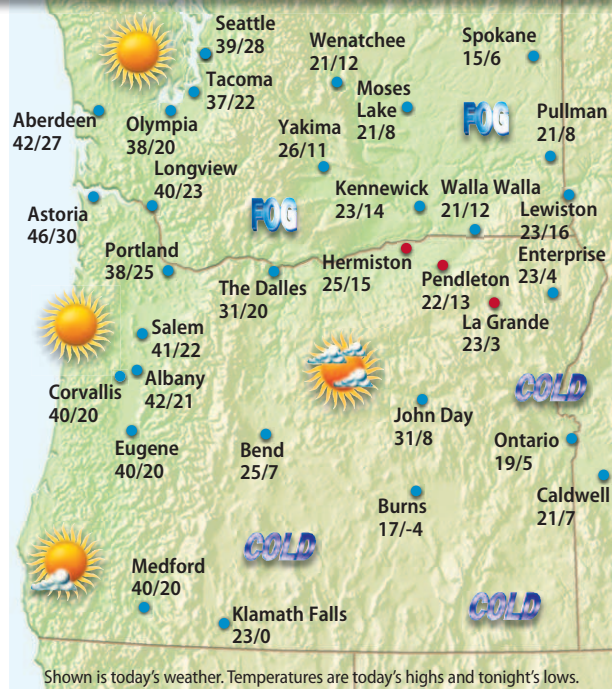 Seattle
39/28
Wenatchee
21/12
Spokane
15/6
Tacoma
37/22
Moses
Lake
21/8
Aberdeen
42/27
Olympia
38/20
Yakima
26/11
FOG
Pullman
21/8
Longview
40/23
Astoria
46/30
FOG
Kennewick
23/14
Walla Walla
21/12
Lewiston
23/16
Portland
38/25
The Dalles
31/20
Hermiston
25/15
Pendleton
22/13
Enterprise
23/4
La Grande
23/3
Salem
41/22
Albany
42/21
Corvallis
40/20
COLD
John Day
31/8
Eugene
40/20
Bend
25/7
Ontario
19/5
Burns
17/-4
Caldwell
21/7
COLD
Medford
40/20
COLD
Klamath Falls
23/0
Shown is today's weather. Temperatures are today's highs and tonight's lows.